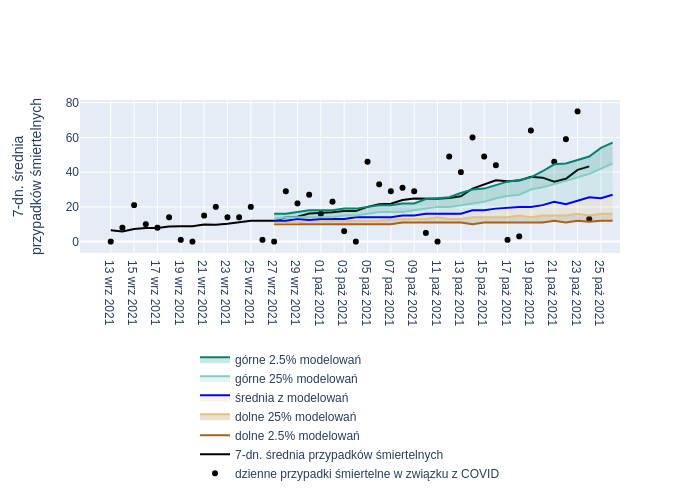 7-dn. średnia
przypadków śmiertelnych
80
60
40
20
0
13 wrz 2021
15 wrz 2021
17 wrz 2021
19 wrz 2021
21 wrz 2021
23 wrz 2021
25 wrz 2021
27 wrz 2021
29 wrz 2021
01 paź 2021
03 paź 2021
05 paź 2021
07 paź 2021
09 paź 2021
11 paź 2021
13 paź 2021
15 paź 2021
17 paź 2021
19 paź 2021
21 paź 2021
23 paź 2021
25 paź 2021
górne 2.5% modelowań
górne 25% modelowań
średnia z modelowań
dolne 25% modelowań
dolne 2.5% modelowań
7-dn. średnia przypadków śmiertelnych
dzienne przypadki śmiertelne w związku z COVID